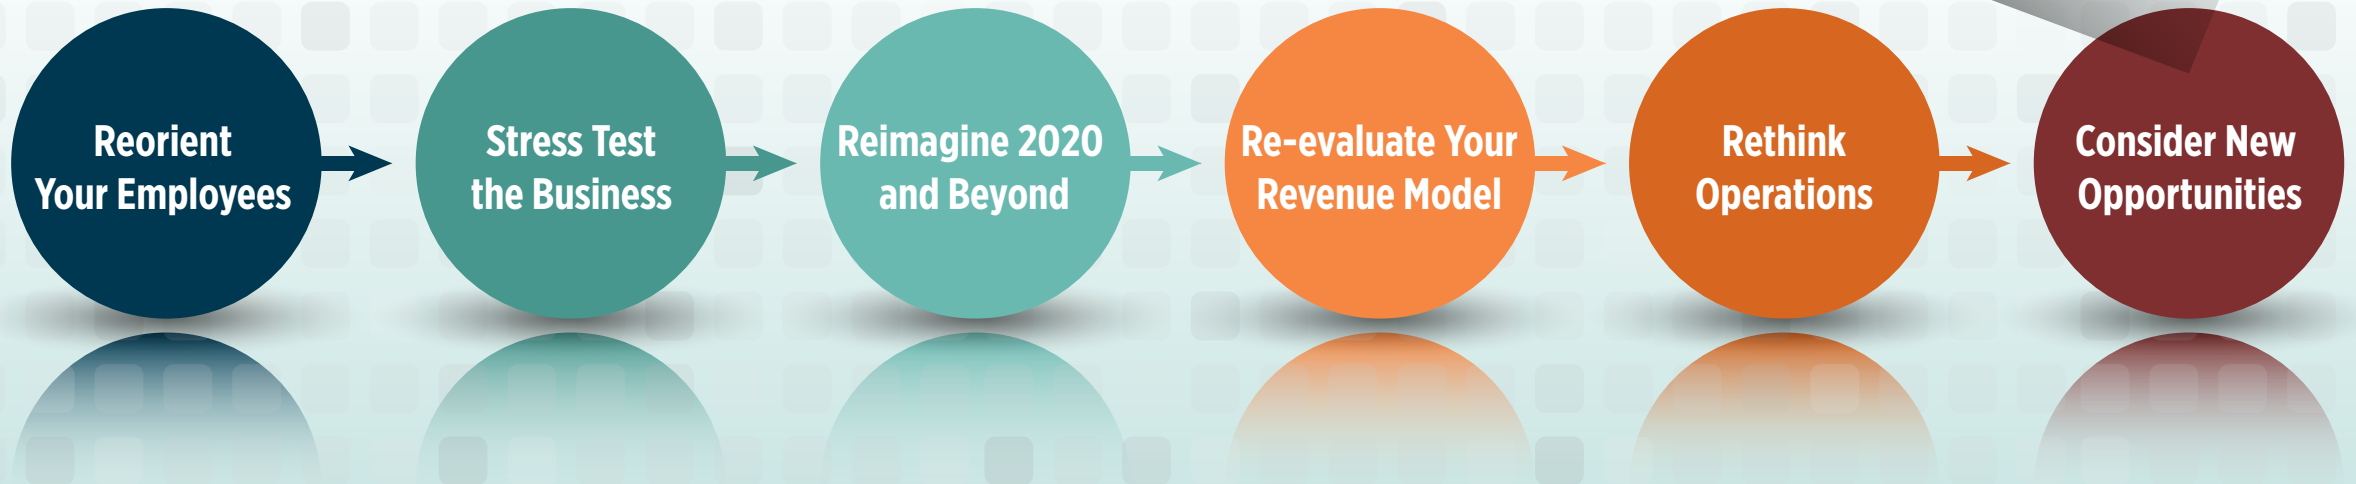 Reorient
Your Employees
Stress Test
the Business
Reimagine 2020
and Beyond
Re-evaluate Your
Revenue Model
Rethink
Operations
Consider New
Opportunities